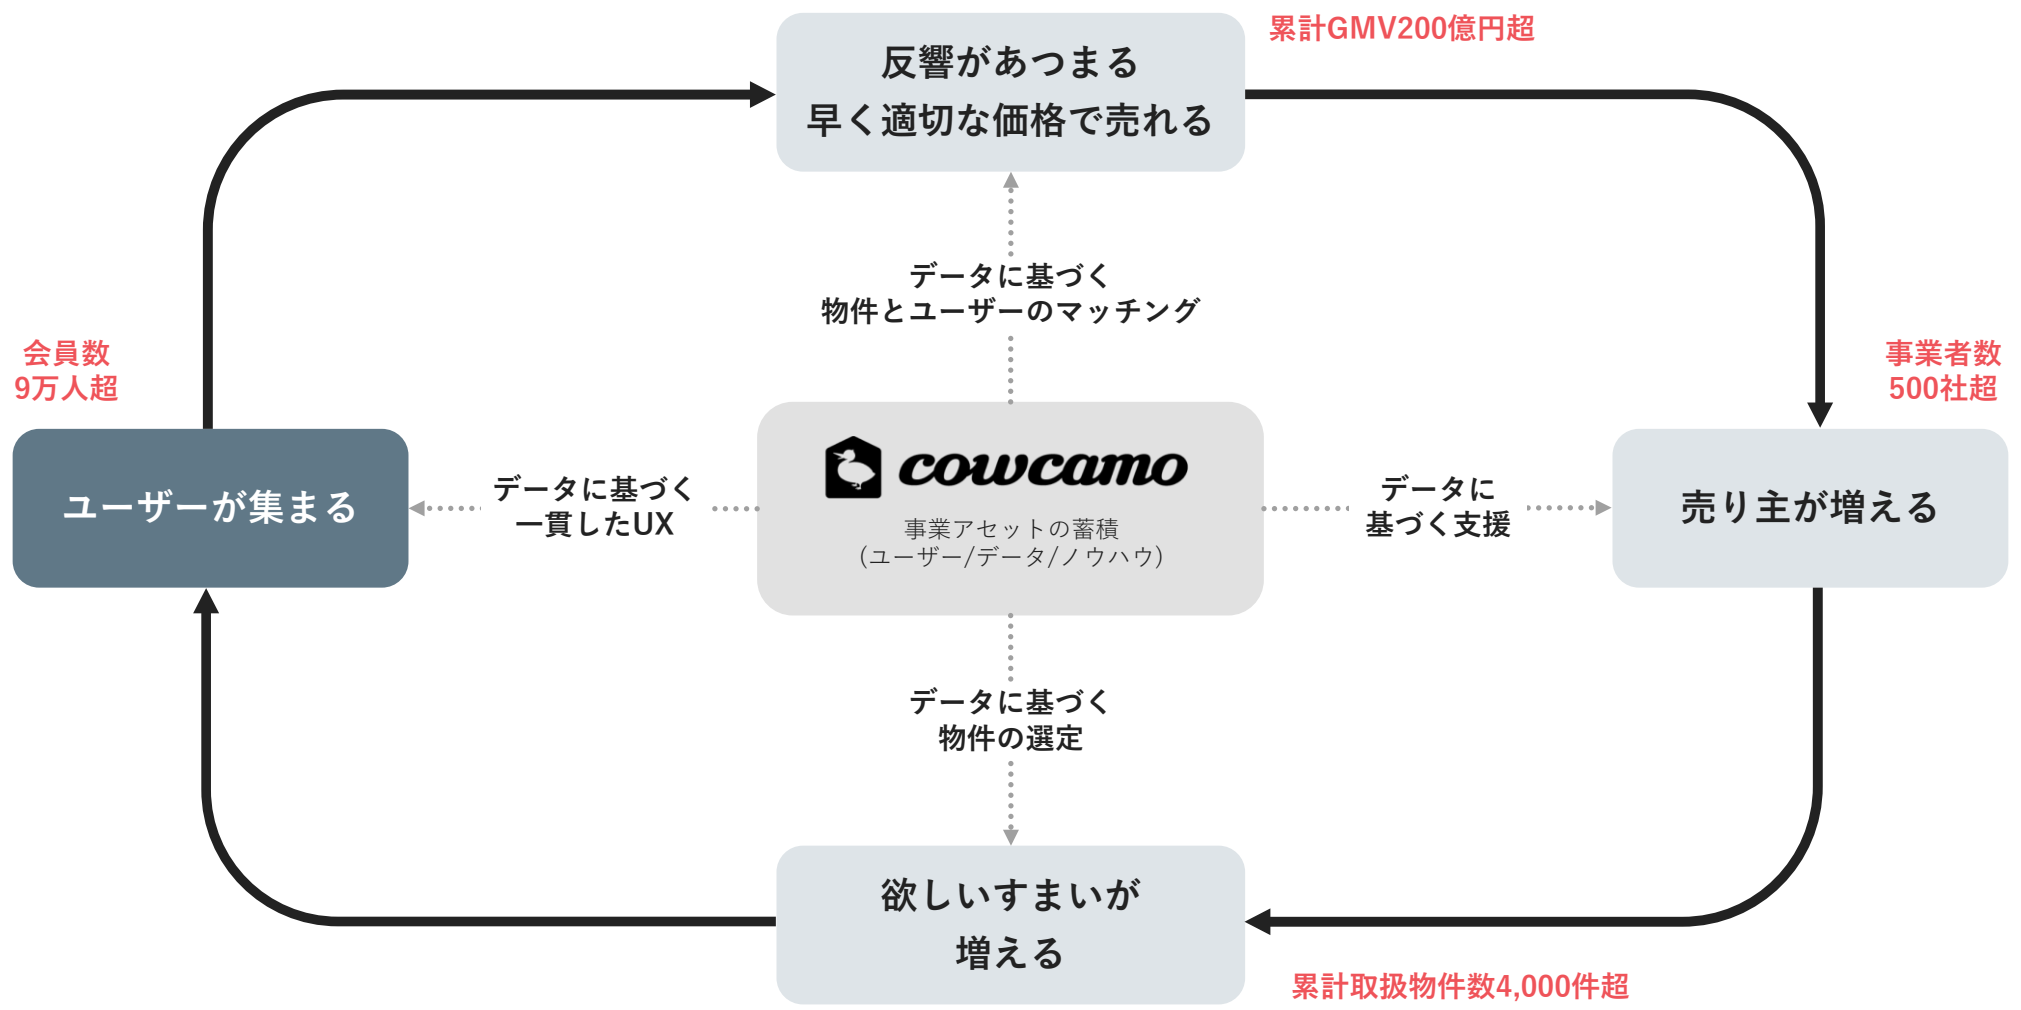 累計GMV200億円超
反響があつまる
早く適切な価格で売れる
データに基づく
物件とユーザーのマッチング
会員数
9万人超
事業者数
500社超
ユーザーが集まる
データに基づく
一貫したUX
cowcamo
事業アセットの蓄積
(ユーザー/データ/ノウハウ)
データに
基づく支援
売り主が増える
データに基づく
物件の選定
欲しいすまいが
増える
累計取扱物件数4,000件超